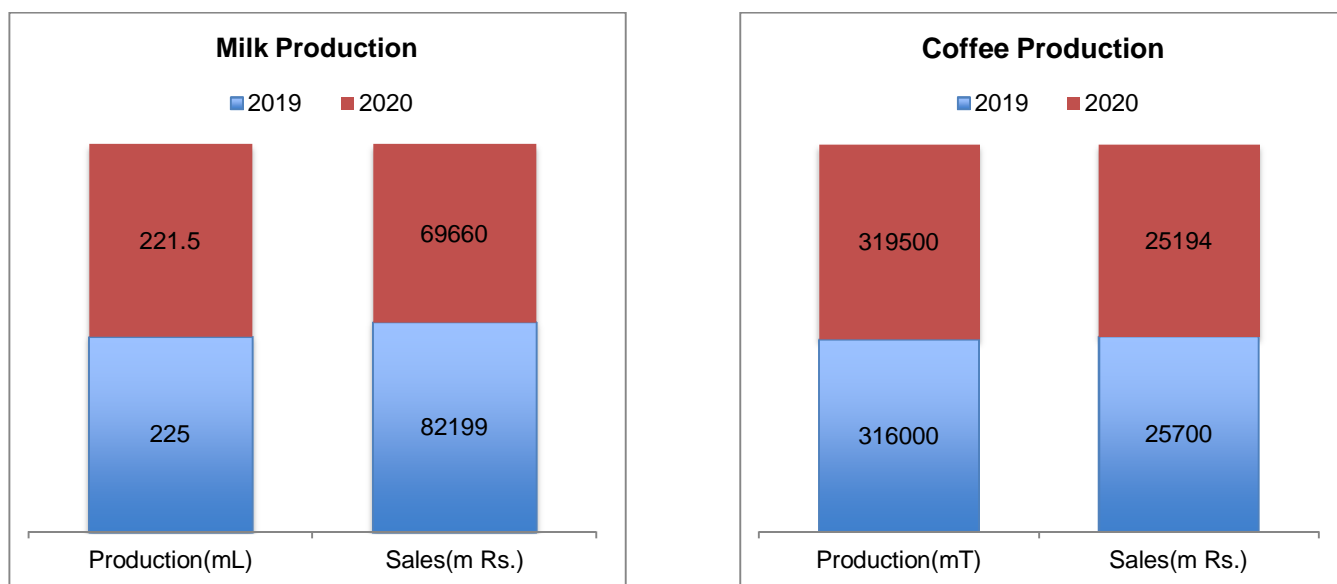 Milk Production
2019 2020
221.5 69660
225 82199
Production(mL) Sales(m Rs.)
Coffee Production
2019 2020
319500 25194
316000 25700
Production(mT) Sales(m Rs.)